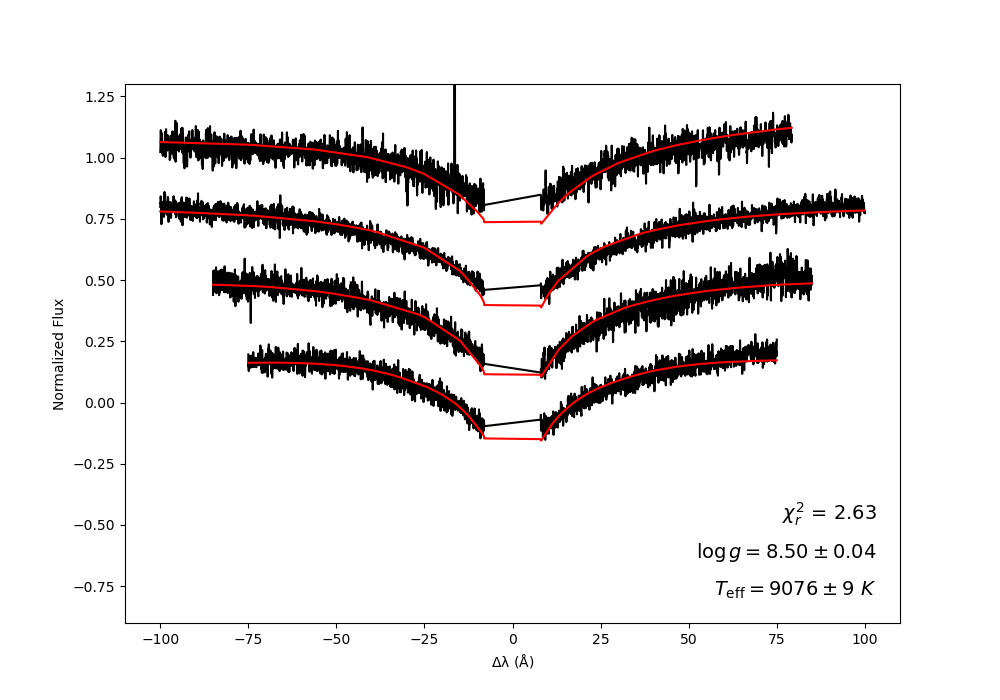 1.25
1.00
0.75
0.50
0.25
0.00
−0.25
−0.50
−0.75
Normalized Flux
χ²ᵣ = 2.63
log g = 8.50 ± 0.04
T_eff = 9076 ± 9 K
−100 −75 −50 −25 0 25 50 75 100
Δλ (Å)